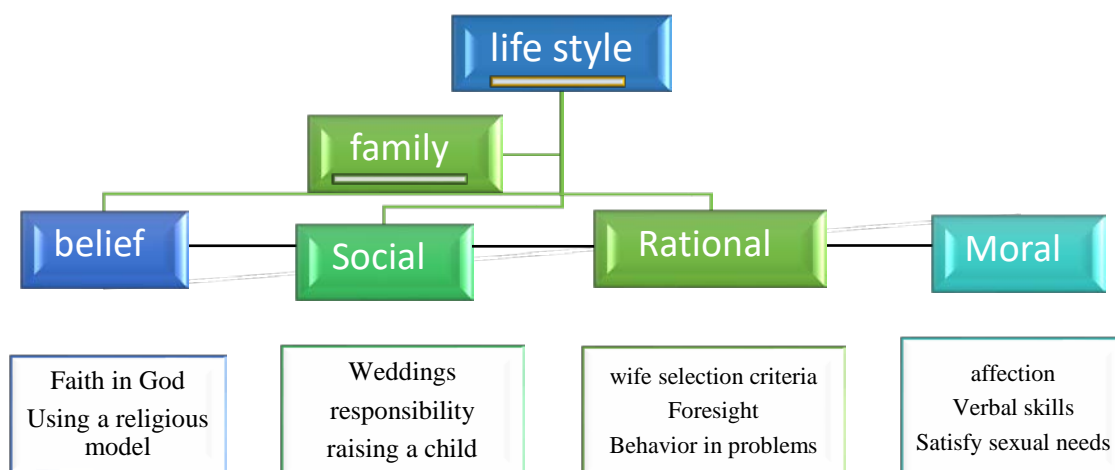 life style
family
belief
Social
Rational
Moral
Faith in God
Using a religious
model
Weddings
responsibility
raising a child
wife selection criteria
Foresight
Behavior in problems
affection
Verbal skills
Satisfy sexual needs